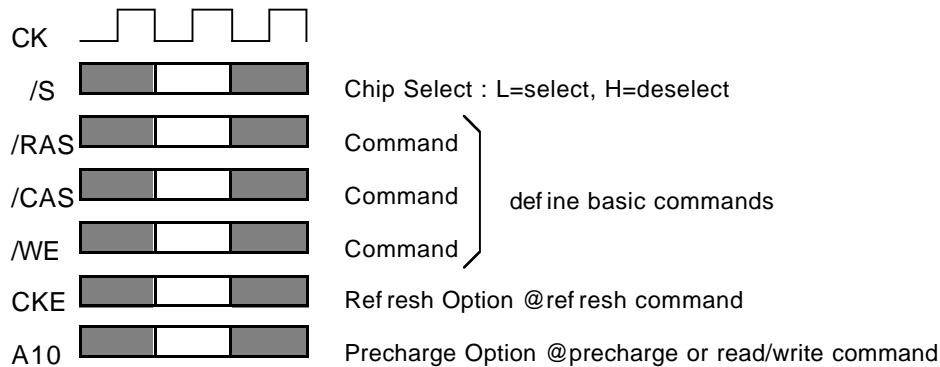 CK
/S Chip Select : L=select, H=deselect
/RAS Command
/CAS Command define basic commands
/WE Command
CKE Refresh Option @refresh command
A10 Precharge Option @precharge or read/write command